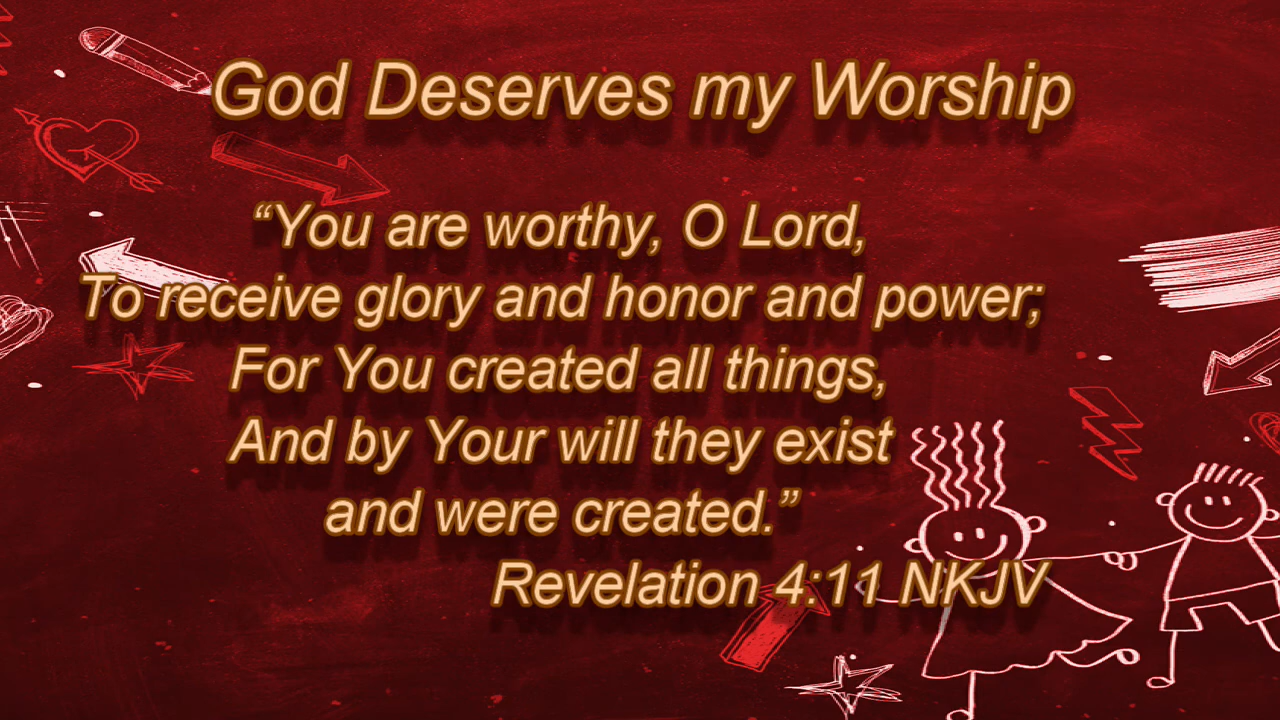 God Deserves my Worship
“You are worthy, O Lord,
To receive glory and honor and power;
For You created all things,
And by Your will they exist
and were created.”
Revelation 4:11 NKJV